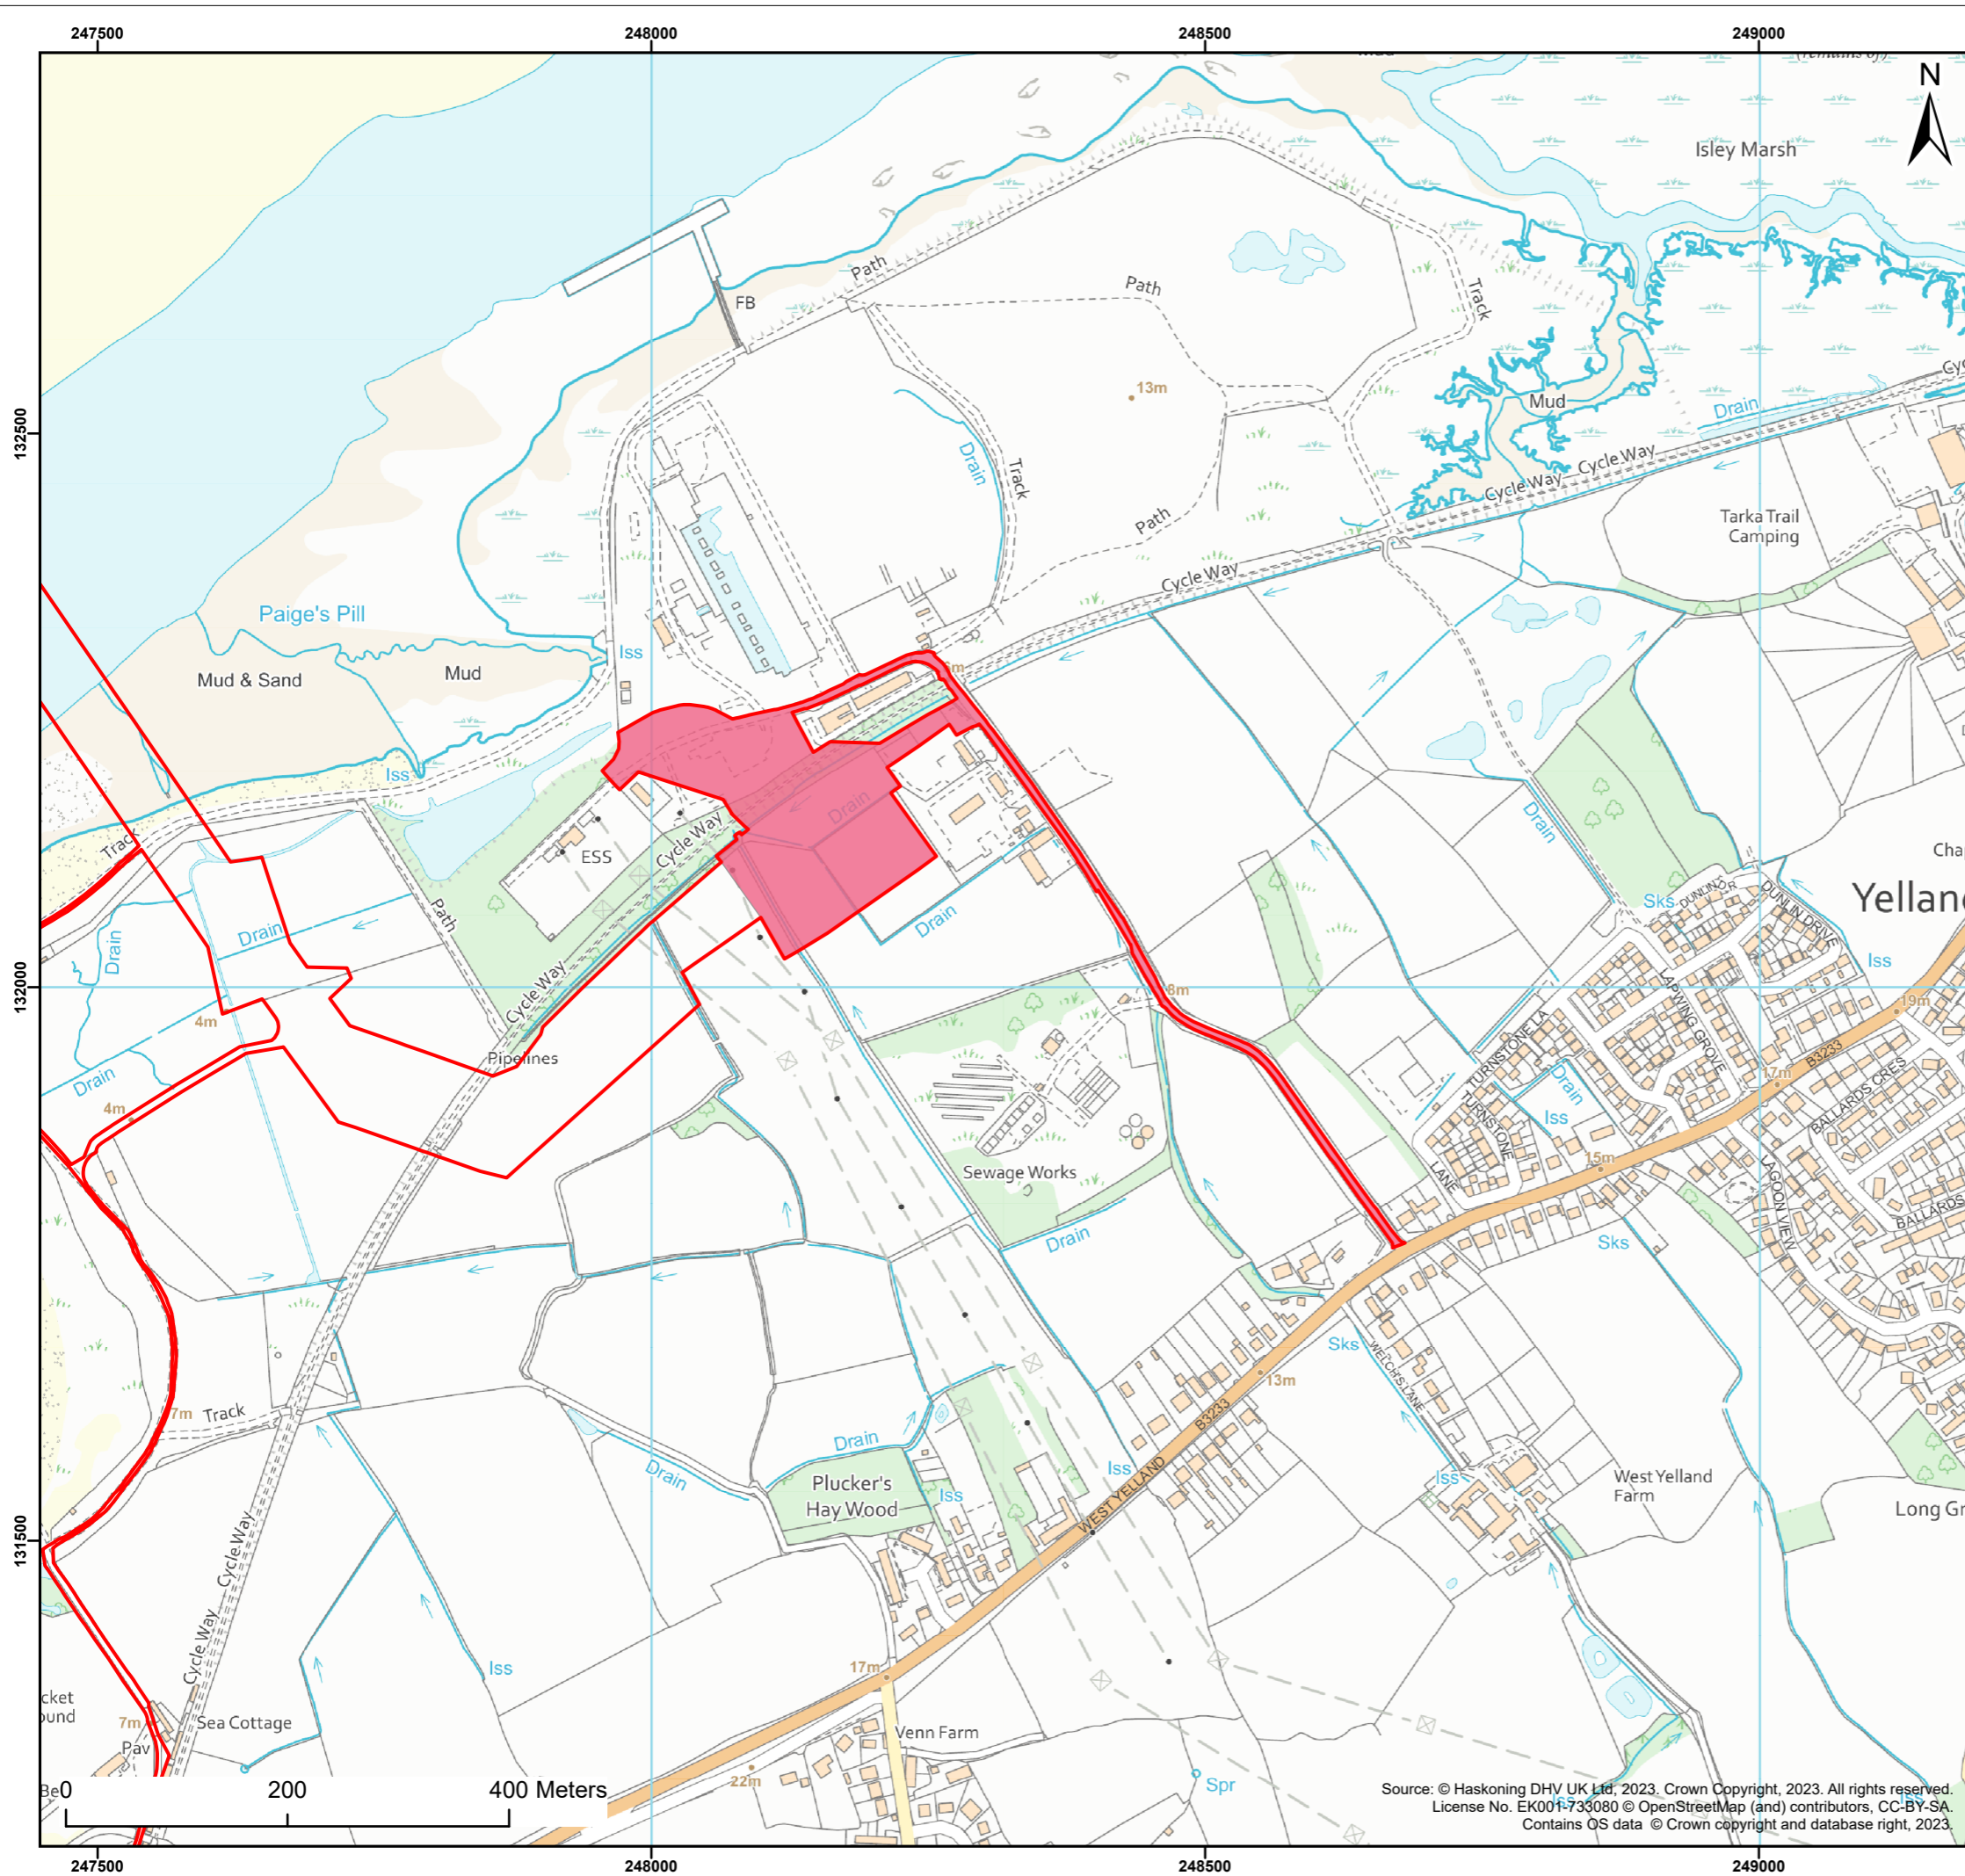 247500
248000
248500
249000
N
Isley Marsh
Path
Path
Track
FB
13m
Mud
Drain
132500
Drain
Track
Cycle Way
Cycle Way
Path
Tarka Trail
Camping
Cycle Way
Paige's Pill
Iss
Mud
Mud & Sand
Iss
Drain
Drain
Track
ESS
Cycle Way
Path
Yelland
Sks
DUNLIN DRIVE
Drain
Drain
Drain
Iss
132000
8m
19m
Cycle Way
4m
LAPWING GROVE
TURNSTONE LA
B3233
17m
Pipelines
Drain
Drain
BALLARDS CRES
4m
TURNSTONE
LANE
Iss
15m
Sewage Works
LAGOON VIEW
BALLARDS
Drain
Sks
Sks
WELCH'S LANE
13m
7m
Track
B3233
Drain
Drain
Plucker's
Hay Wood
Iss
Iss
WEST YELLAND
Iss
West Yelland
Farm
Long Gr
131500
Cycle Way
Cycle Way
Iss
17m
cket
ound
7m
Sea Cottage
Pav
Venn Farm
22m
Spr
Be
0
200
400 Meters
Iss
Iss
Source: © Haskoning DHV UK Ltd, 2023. Crown Copyright, 2023. All rights reserved.
License No. EK001-733080 © OpenStreetMap (and) contributors, CC-BY-SA.
Contains OS data © Crown copyright and database right, 2023.
247500
248000
248500
249000